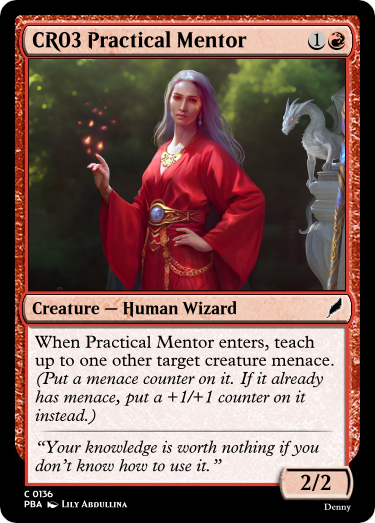 CR03 Practical Mentor 1
Creature — Human Wizard
When Practical Mentor enters, teach
up to one other target creature menace.
(Put a menace counter on it. If it already
has menace, put a +1/+1 counter on it
instead.)
“Your knowledge is worth nothing if you
don’t know how to use it.”
2/2
C 0136
PBA Lily Abdullina
Denny